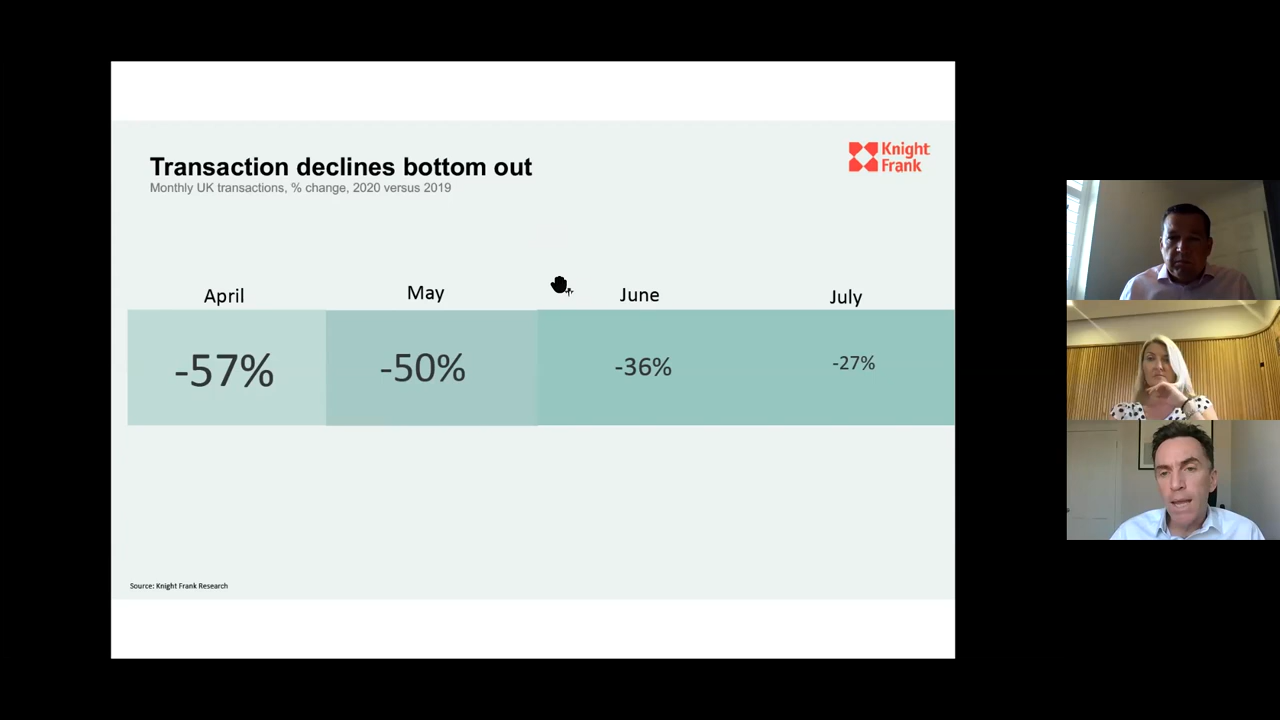 Transaction declines bottom out
Monthly UK transactions, % change, 2020 versus 2019
Knight
Frank
April
May
June
July
-57%
-50%
-36%
-27%
Source: Knight Frank Research